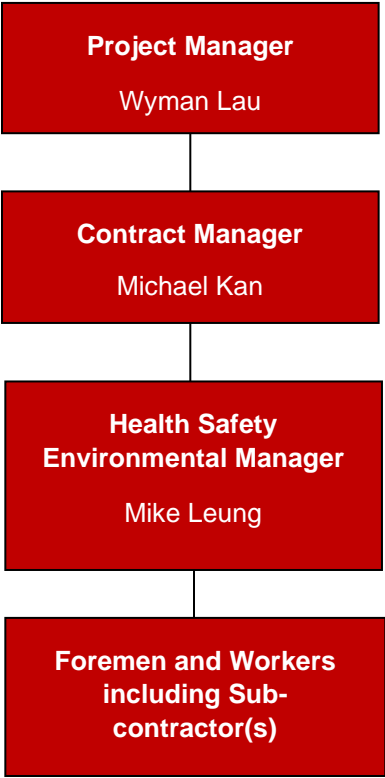 Project Manager
Wyman Lau
Contract Manager
Michael Kan
Health Safety
Environmental Manager
Mike Leung
Foremen and Workers
including Sub-
contractor(s)